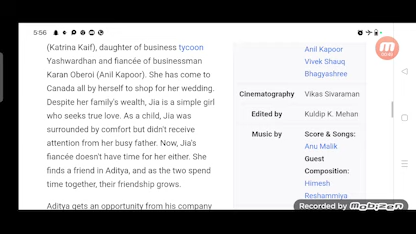 5:56
(Katrina Kaif), daughter of business tycoon
Yashwardhan and fiancée of businessman
Karan Oberoi (Anil Kapoor). She has come to
Canada all by herself to shop for her wedding.
Despite her family's wealth, Jia is a simple girl
who seeks true love. As a child, Jia was
surrounded by comfort but didn't receive
attention from her busy father. Now, Jia's
fiancée doesn't have time for her either. She
finds a friend in Aditya, and as the two spend
time together, their friendship grows.
Aditya gets an opportunity from his company
Anil Kapoor
Vivek Shauq
Bhagyashree
Cinematography Vikas Sivaraman
Edited by Kuldip K. Mehan
Music by Score & Songs:
Anu Malik
Guest
Composition:
Himesh
Reshammiya
Recorded by Mobizen